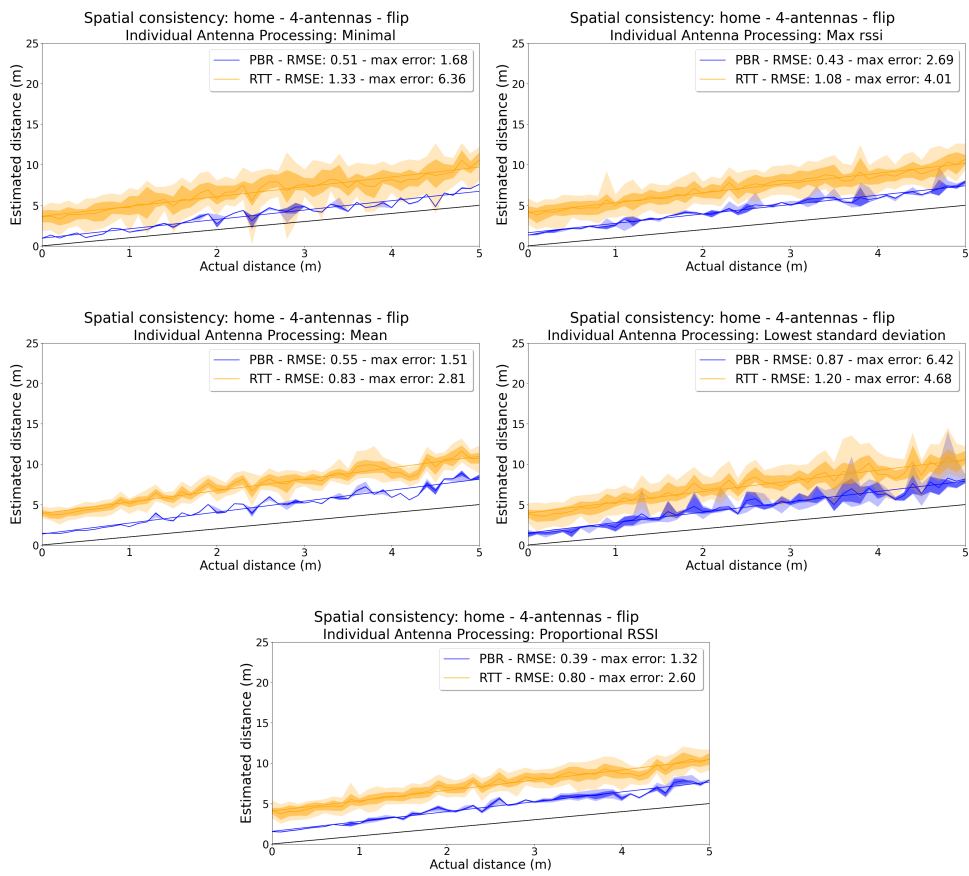 Spatial consistency: home - 4-antennas - flip
Individual Antenna Processing: Minimal
25
20
15
10
5
0
Estimated distance (m)
PBR - RMSE: 0.51 - max error: 1.68
RTT - RMSE: 1.33 - max error: 6.36
0 1 2 3 4 5
Actual distance (m)
Spatial consistency: home - 4-antennas - flip
Individual Antenna Processing: Max rssi
25
20
15
10
5
0
Estimated distance (m)
PBR - RMSE: 0.43 - max error: 2.69
RTT - RMSE: 1.08 - max error: 4.01
0 1 2 3 4 5
Actual distance (m)
Spatial consistency: home - 4-antennas - flip
Individual Antenna Processing: Mean
25
20
15
10
5
0
Estimated distance (m)
PBR - RMSE: 0.55 - max error: 1.51
RTT - RMSE: 0.83 - max error: 2.81
0 1 2 3 4 5
Actual distance (m)
Spatial consistency: home - 4-antennas - flip
Individual Antenna Processing: Lowest standard deviation
25
20
15
10
5
0
Estimated distance (m)
PBR - RMSE: 0.87 - max error: 6.42
RTT - RMSE: 1.20 - max error: 4.68
0 1 2 3 4 5
Actual distance (m)
Spatial consistency: home - 4-antennas - flip
Individual Antenna Processing: Proportional RSSI
25
20
15
10
5
0
Estimated distance (m)
PBR - RMSE: 0.39 - max error: 1.32
RTT - RMSE: 0.80 - max error: 2.60
0 1 2 3 4 5
Actual distance (m)